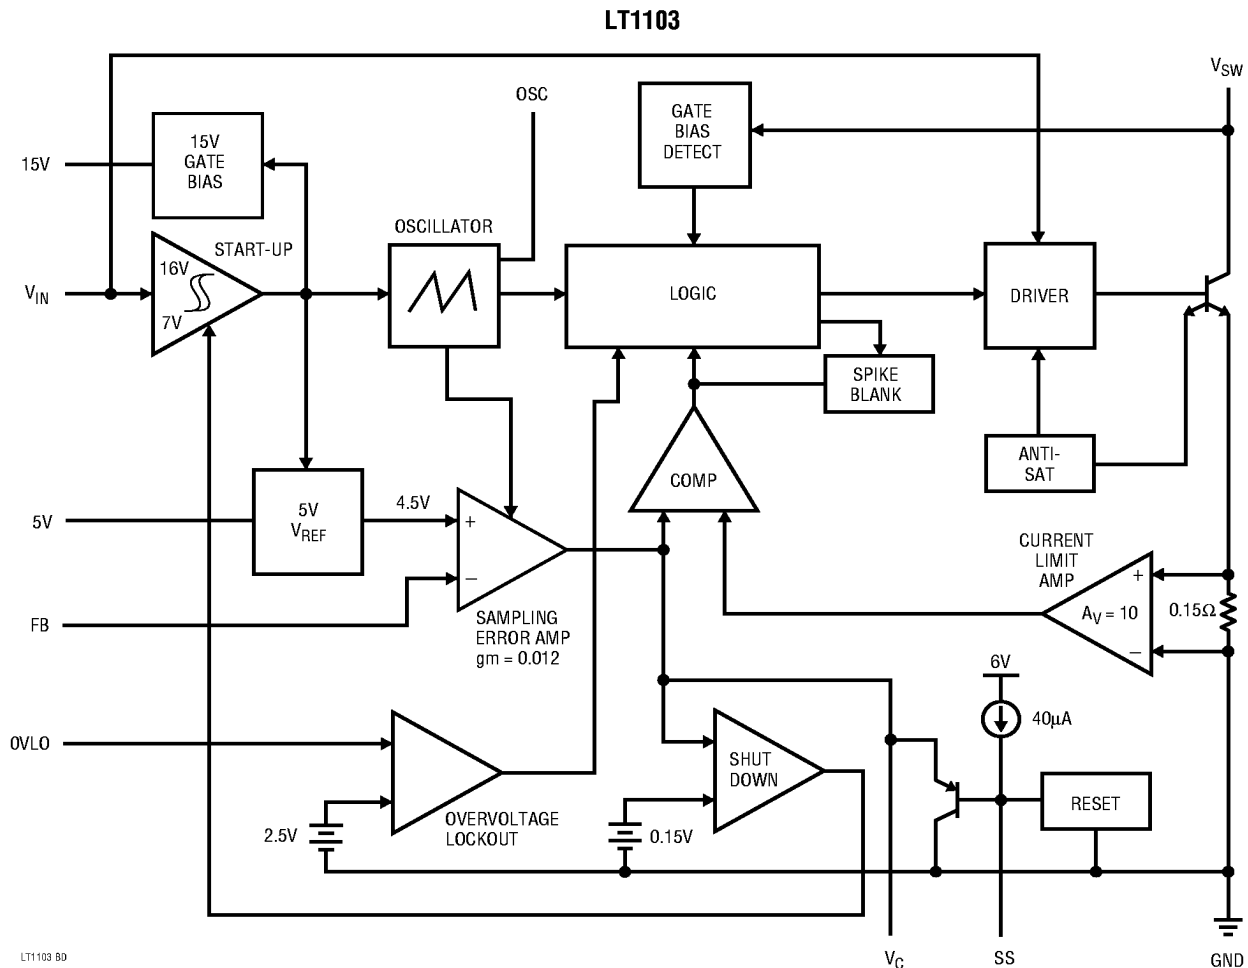 LT1103
VSW
OSC
GATE
BIAS
DETECT
15V
GATE
BIAS
15V
OSCILLATOR
START-UP
16V
7V
VIN
LOGIC
DRIVER
SPIKE
BLANK
COMP
ANTI-
SAT
5V
5V
VREF
4.5V
+
–
CURRENT
LIMIT
AMP
+
AV = 10
–
0.15Ω
FB
SAMPLING
ERROR AMP
gm = 0.012
6V
40µA
OVLO
SHUT
DOWN
RESET
OVERVOLTAGE
LOCKOUT
2.5V
0.15V
LT1103 BD
VC
SS
GND